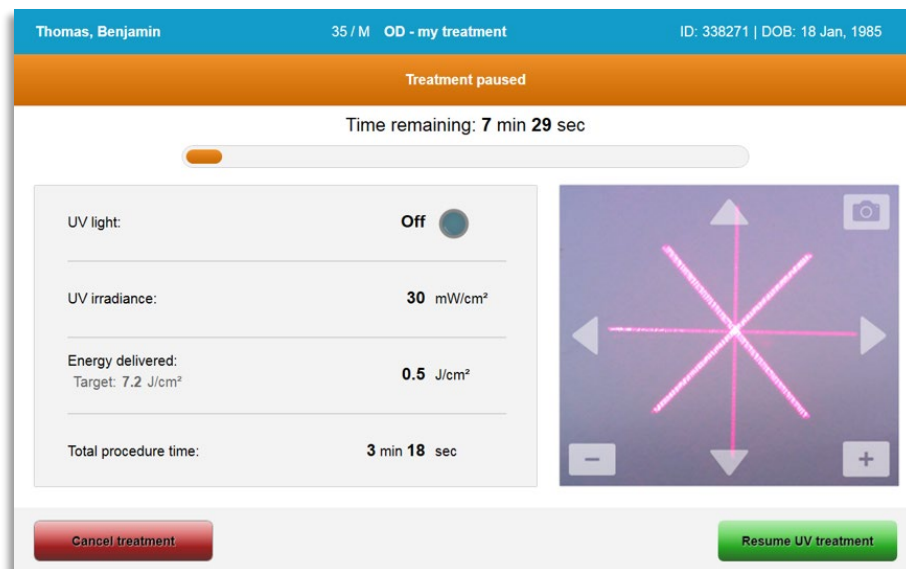 Thomas, Benjamin 35 / M OD - my treatment ID: 338271 | DOB: 18 Jan, 1985
Treatment paused
Time remaining: 7 min 29 sec
UV light: Off
UV irradiance: 30 mW/cm²
Energy delivered:
Target: 7.2 J/cm² 0.5 J/cm²
Total procedure time: 3 min 18 sec
Cancel treatment Resume UV treatment